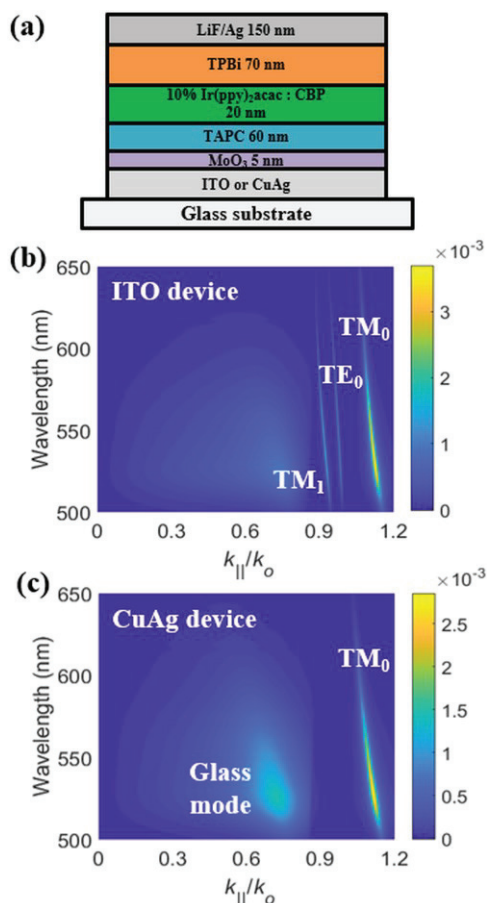 (a)
LiF/Ag 150 nm
TPBi 70 nm
10% Ir(ppy)₂acac : CBP
20 nm
TAPC 60 nm
MoO₃ 5 nm
ITO or CuAg
Glass substrate
(b)
×10⁻³
650
ITO device
TM₀
3
600
TE₀
2
Wavelength (nm)
550
1
TM₁
500
0
0
0.3
0.6
0.9
1.2
k||/kₒ
(c)
×10⁻³
650
CuAg device
TM₀
2.5
600
2
Wavelength (nm)
1.5
550
Glass
mode
1
0.5
500
0
0
0.3
0.6
0.9
1.2
k||/kₒ